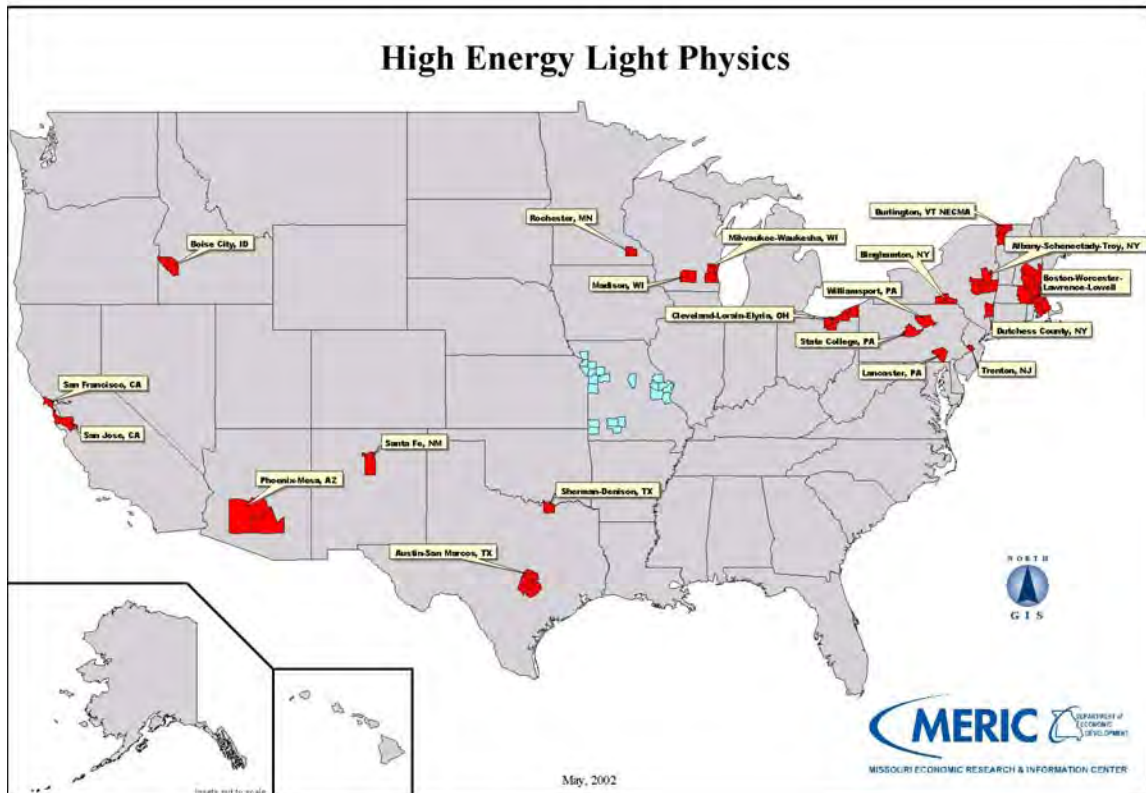 High Energy Light Physics
Rochester, MN
Burlington, VT NECMA
Boise City, ID
Milwaukee-Waukesha, WI
Albany-Schenectady-Troy, NY
Binghamton, NY
Madison, WI
Williamsport, PA
Boston-Worcester-
Lawrence-Lowell
Cleveland-Lorain-Elyria, OH
State College, PA
Dutchess County, NY
Lancaster, PA
Trenton, NJ
San Francisco, CA
San Jose, CA
Santa Fe, NM
Phoenix-Mesa, AZ
Sherman-Denison, TX
Austin-San Marcos, TX
NORTH
GIS
MERIC
DEPARTMENT of
ECONOMIC
DEVELOPMENT
MISSOURI ECONOMIC RESEARCH & INFORMATION CENTER
May, 2002